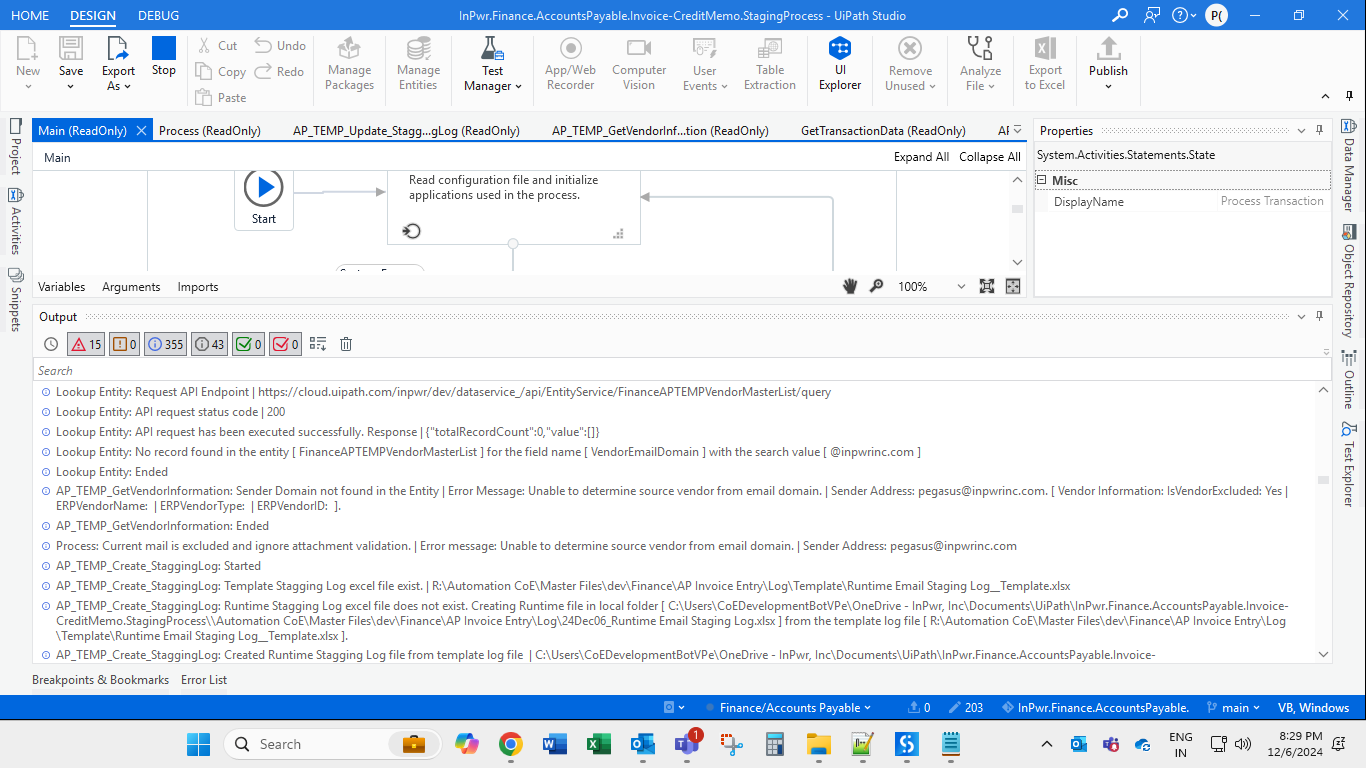 HOME DESIGN DEBUG InPwr.Finance.AccountsPayable.Invoice-CreditMemo.StagingProcess - UiPath Studio P(
New Save Export As Stop Cut Copy Paste Undo Redo Manage Packages Manage Entities Test Manager App/Web Recorder Computer Vision User Events Table Extraction UI Explorer Remove Unused Analyze File Export to Excel Publish
Main (ReadOnly) Process (ReadOnly) AP_TEMP_Update_Stagg...gLog (ReadOnly) AP_TEMP_GetVendorInf...tion (ReadOnly) GetTransactionData (ReadOnly)
Main Expand All Collapse All
Start
Read configuration file and initialize
applications used in the process.
Variables Arguments Imports 100%
Properties
System.Activities.Statements.State
Misc
DisplayName Process Transaction
Project
Activities
Snippets
Data Manager
Object Repository
Outline
Test Explorer
Output
15 0 355 43 0 0
Search
Lookup Entity: Request API Endpoint | https://cloud.uipath.com/inpwr/dev/dataservice_/api/EntityService/FinanceAPTEMPVendorMasterList/query
Lookup Entity: API request status code | 200
Lookup Entity: API request has been executed successfully. Response | {"totalRecordCount":0,"value":[]}
Lookup Entity: No record found in the entity [ FinanceAPTEMPVendorMasterList ] for the field name [ VendorEmailDomain ] with the search value [ @inpwrinc.com ]
Lookup Entity: Ended
AP_TEMP_GetVendorInformation: Sender Domain not found in the Entity | Error Message: Unable to determine source vendor from email domain. | Sender Address: pegasus@inpwrinc.com. [ Vendor Information: IsVendorExcluded: Yes |
ERPVendorName:  | ERPVendorType:  | ERPVendorID:  ].
AP_TEMP_GetVendorInformation: Ended
Process: Current mail is excluded and ignore attachment validation. | Error message: Unable to determine source vendor from email domain. | Sender Address: pegasus@inpwrinc.com
AP_TEMP_Create_StaggingLog: Started
AP_TEMP_Create_StaggingLog: Template Stagging Log excel file exist. | R:\Automation CoE\Master Files\dev\Finance\AP Invoice Entry\Log\Template\Runtime Email Staging Log__Template.xlsx
AP_TEMP_Create_StaggingLog: Runtime Stagging Log excel file does not exist. Creating Runtime file in local folder [ C:\Users\CoEDevelopmentBotVPe\OneDrive - InPwr, Inc\Documents\UiPath\InPwr.Finance.AccountsPayable.Invoice-
CreditMemo.StagingProcess\\Automation CoE\Master Files\dev\Finance\AP Invoice Entry\Log\24Dec06_Runtime Email Staging Log.xlsx ] from the template log file [ R:\Automation CoE\Master Files\dev\Finance\AP Invoice Entry\Log
\Template\Runtime Email Staging Log__Template.xlsx ].
AP_TEMP_Create_StaggingLog: Created Runtime Stagging Log file from template log file  | C:\Users\CoEDevelopmentBotVPe\OneDrive - InPwr, Inc\Documents\UiPath\InPwr.Finance.AccountsPayable.Invoice-
Breakpoints & Bookmarks Error List
Finance/Accounts Payable 0 203 InPwr.Finance.AccountsPayable. main VB, Windows
Search 1 ENG
IN
8:29 PM
12/6/2024